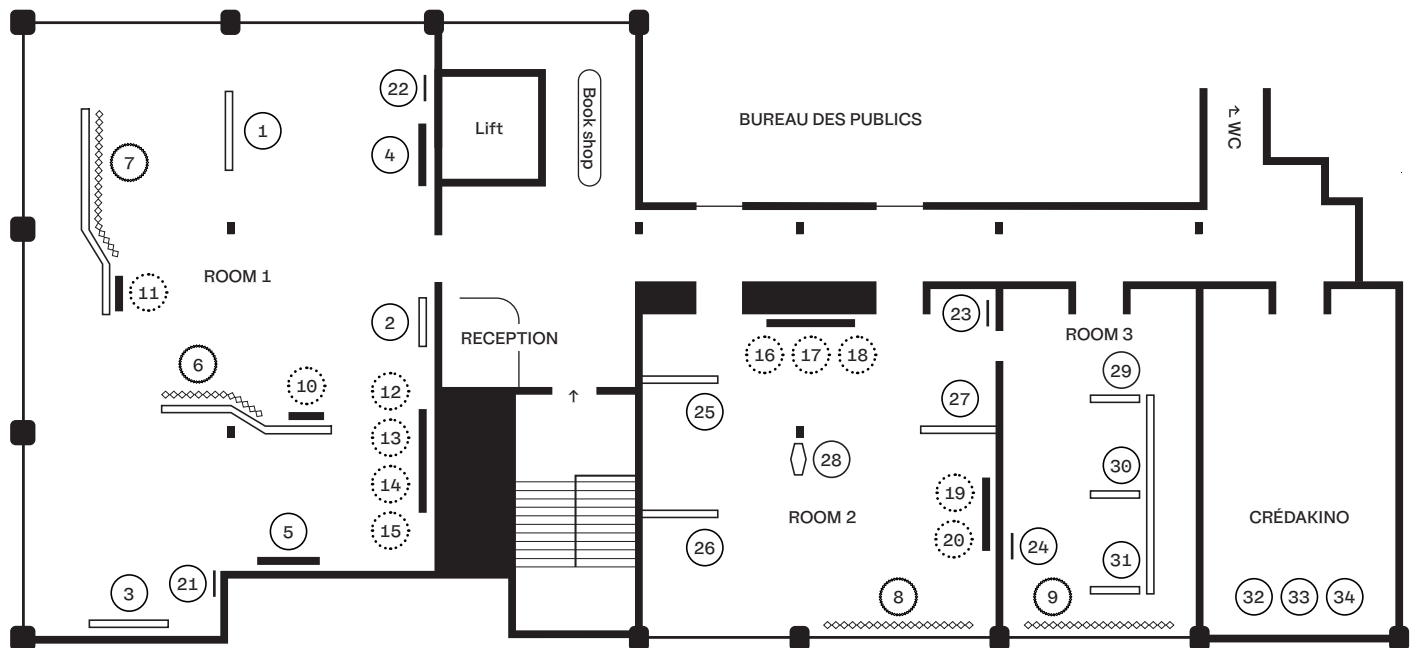 22
Lift
Book shop
BUREAU DES PUBLICS
↱ WC
1
4
7
ROOM 1
11
2
RECEPTION
23
ROOM 3
16 17 18
6
10
12
↑
29
27
25
13
28
30
14
19
ROOM 2
CRÉDAKINO
5
15
20
26
24
31
21
3
8
9
32 33 34